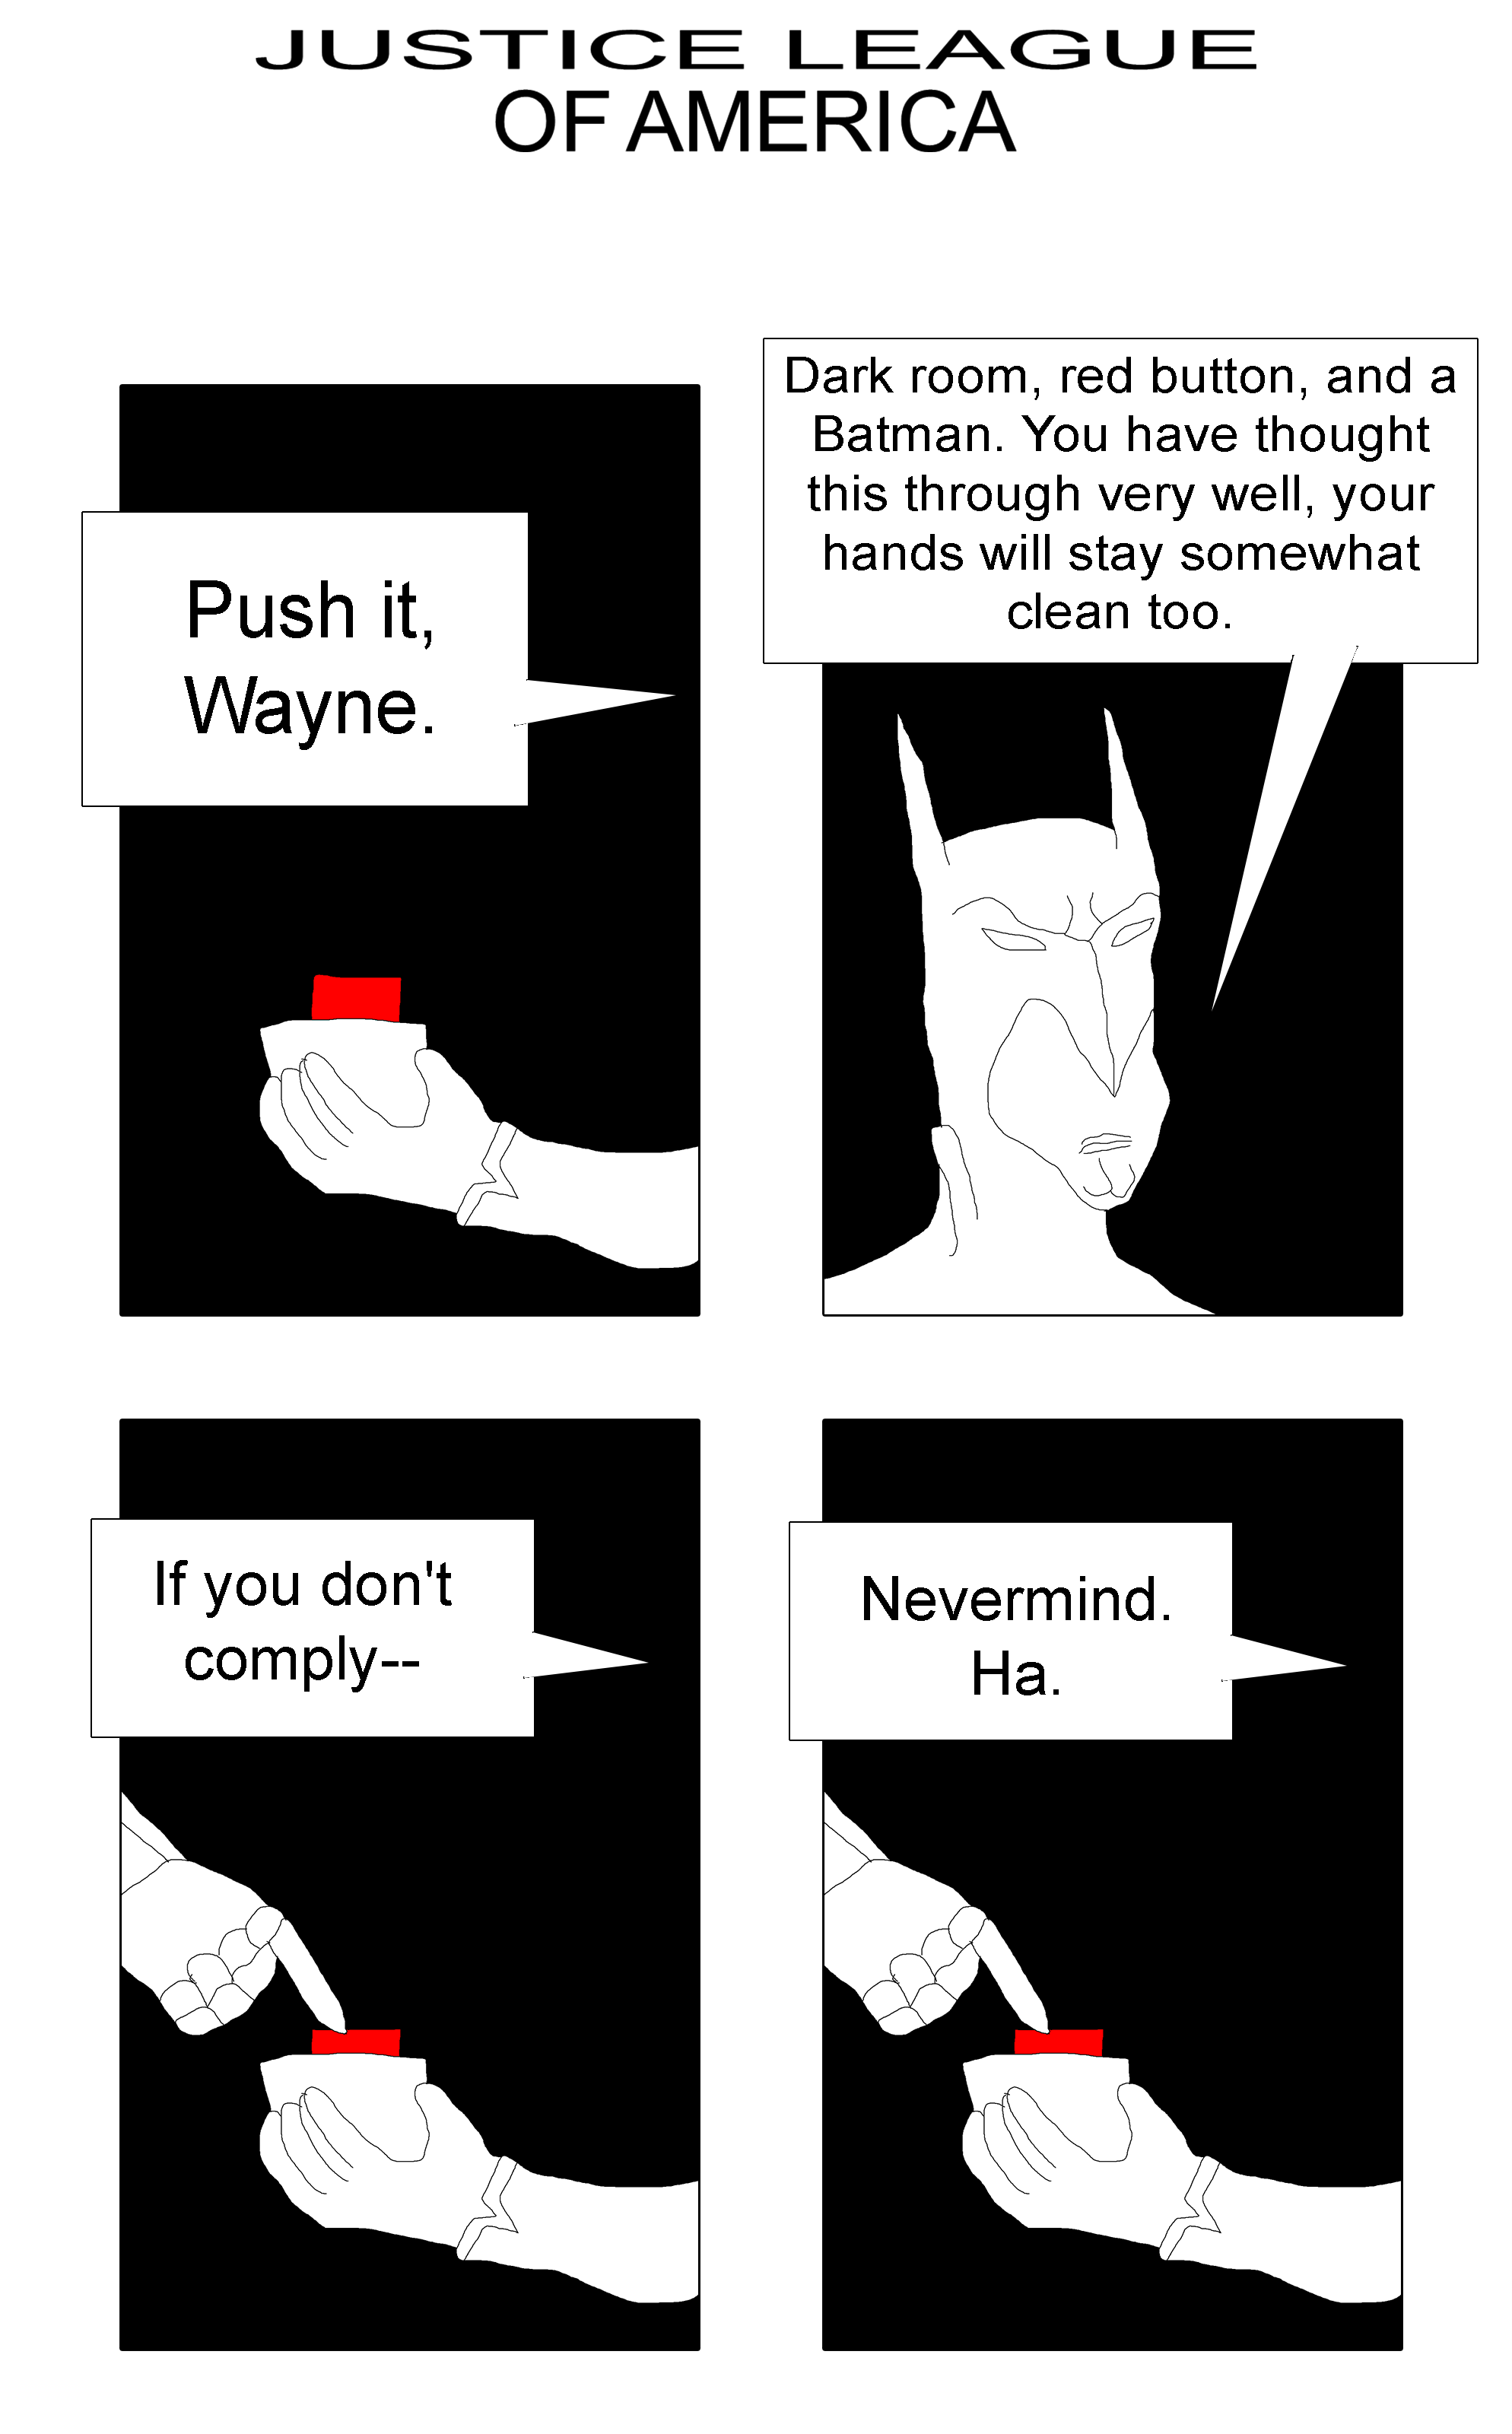 JUSTICE LEAGUE
OF AMERICA
Push it,
Wayne.
Dark room, red button, and a
Batman. You have thought
this through very well, your
hands will stay somewhat
clean too.
If you don't
comply--
Nevermind.
Ha.